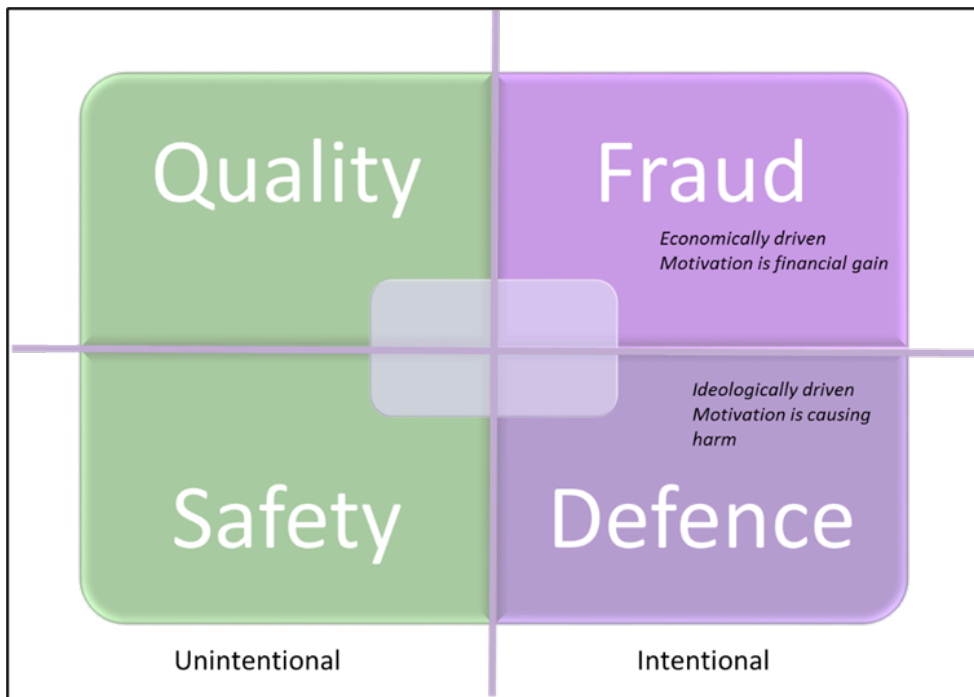 Quality
Fraud
Economically driven
Motivation is financial gain
Safety
Ideologically driven
Motivation is causing
harm
Defence
Unintentional
Intentional